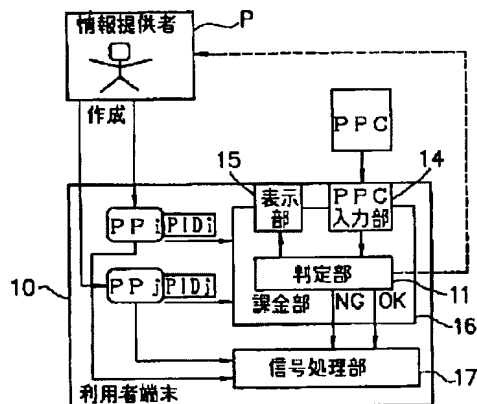 情報提供者
P
作成
PPC
15
14
表示部
PPC入力部
PPi PIDi
10
PPj PIDj
判定部
11
課金部
NG OK
16
信号処理部
17
利用者端末